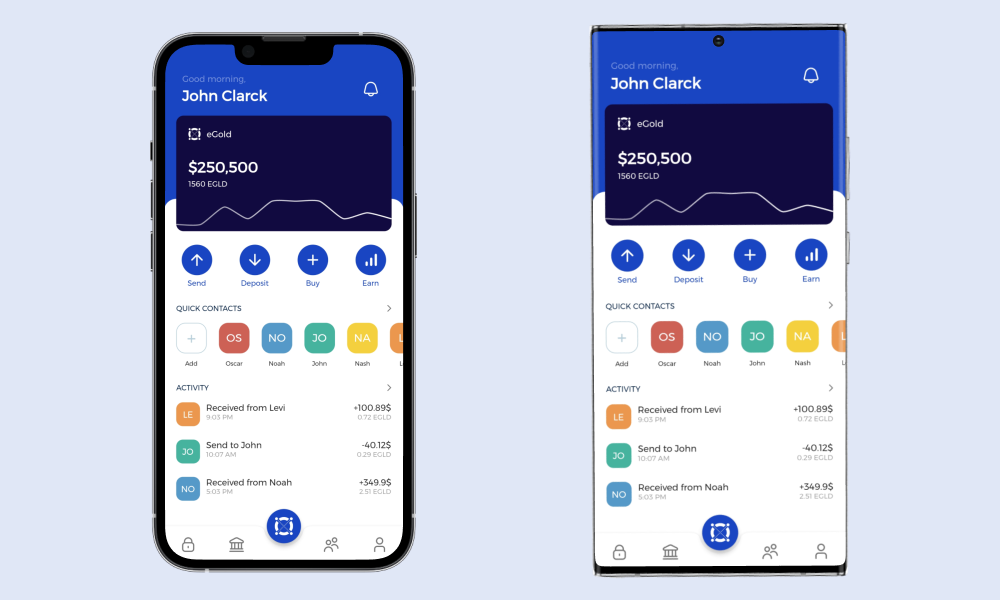 Good morning,
John Clarck
eGold
$250,500
1560 EGLD
Send
Deposit
Buy
Earn
QUICK CONTACTS
+
OS
NO
JO
NA
L
Add
Oscar
Noah
John
Nash
L
ACTIVITY
LE
Received from Levi
9:03 PM
+100.89$
0.72 EGLD
JO
Send to John
10:07 AM
-40.12$
0.29 EGLD
NO
Received from Noah
5:03 PM
+349.9$
2.51 EGLD
Good morning,
John Clarck
eGold
$250,500
1560 EGLD
Send
Deposit
Buy
Earn
QUICK CONTACTS
+
OS
NO
JO
NA
L
Add
Oscar
Noah
John
Nash
L
ACTIVITY
LE
Received from Levi
9:03 PM
+100.89$
0.72 EGLD
JO
Send to John
10:07 AM
-40.12$
0.29 EGLD
NO
Received from Noah
5:03 PM
+349.9$
2.51 EGLD